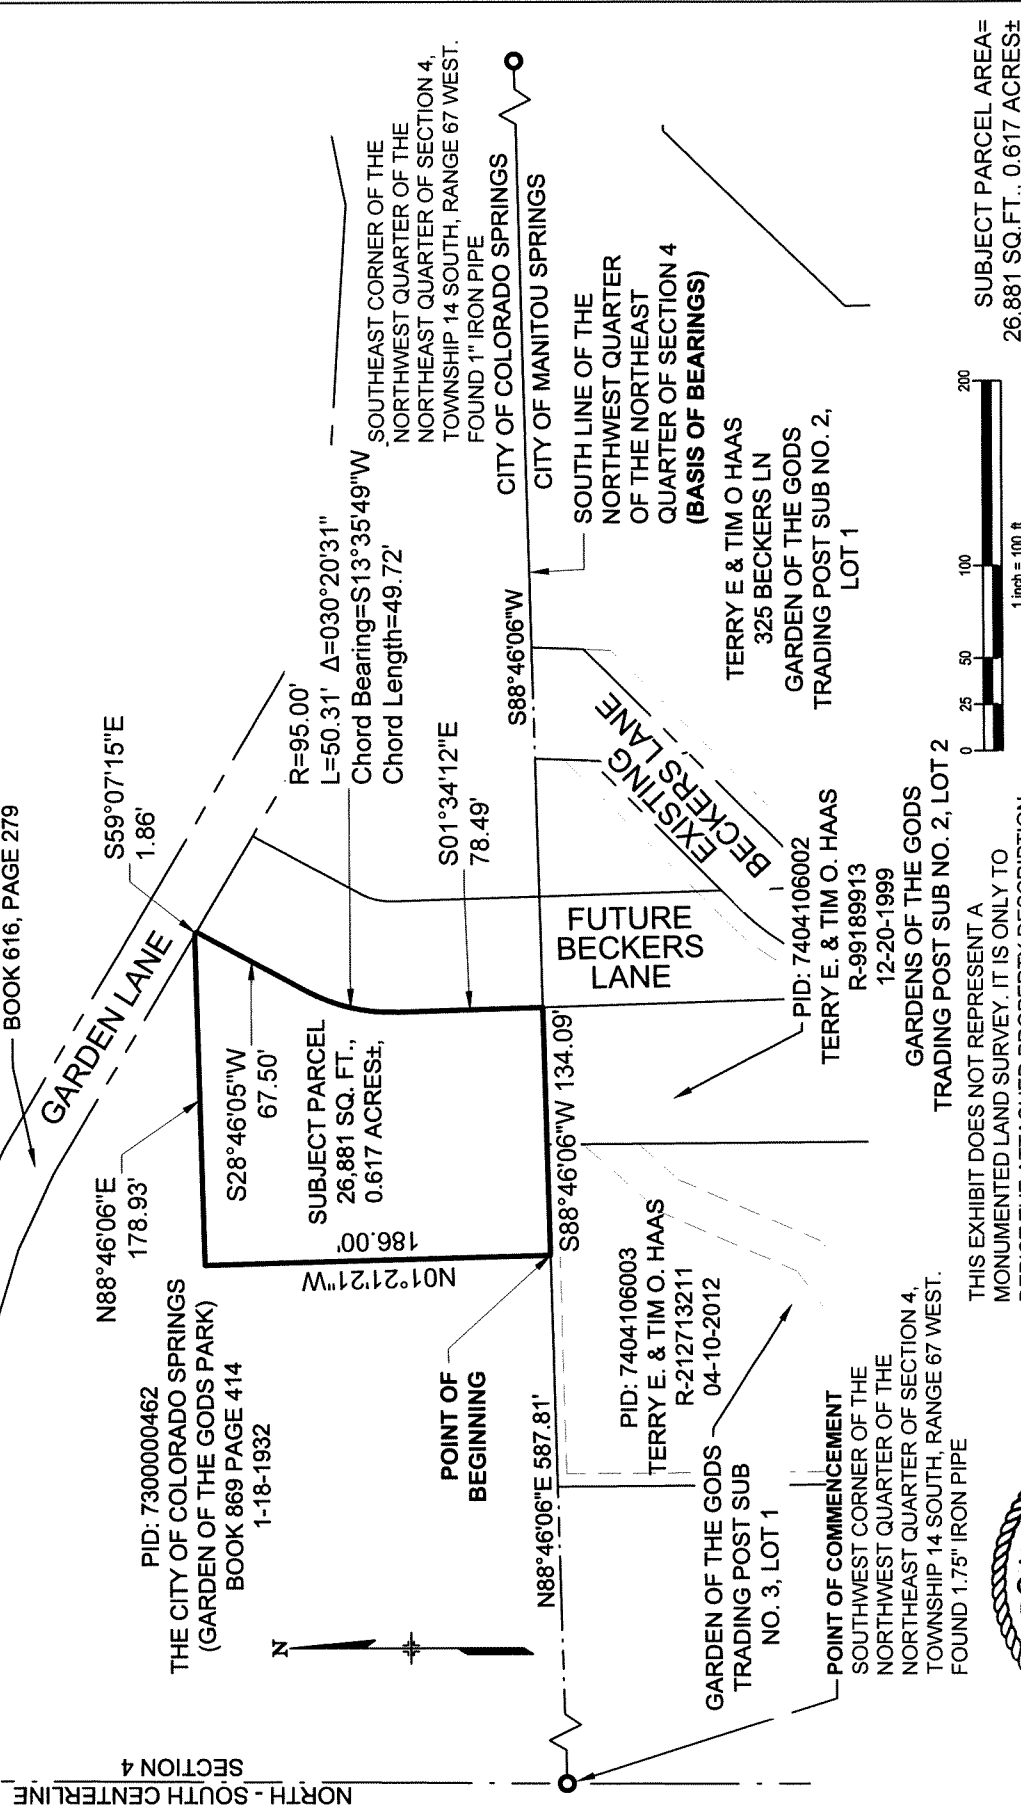 BOOK 616, PAGE 279
GARDEN LANE
S59°07'15"E
1.86'
N88°46'06"E
178.93'
S28°46'05"W
67.50'
SUBJECT PARCEL
26,881 SQ. FT.,
0.617 ACRES±,
N01°21'21"W
186.00'
R=95.00'
L=50.31' Δ=030°20'31"
Chord Bearing=S13°35'49"W
Chord Length=49.72'
S01°34'12"E
78.49'
SOUTHEAST CORNER OF THE
NORTHWEST QUARTER OF THE
NORTHEAST QUARTER OF SECTION 4,
TOWNSHIP 14 SOUTH, RANGE 67 WEST.
FOUND 1" IRON PIPE
CITY OF COLORADO SPRINGS
CITY OF MANITOU SPRINGS
PID: 7300000462
THE CITY OF COLORADO SPRINGS
(GARDEN OF THE GODS PARK)
BOOK 869 PAGE 414
1-18-1932
N
NORTH - SOUTH CENTERLINE
SECTION 4
POINT OF
BEGINNING
N88°46'06"E 587.81'
S88°46'06"W 134.09'
S88°46'06"W
SOUTH LINE OF THE
NORTHWEST QUARTER
OF THE NORTHEAST
QUARTER OF SECTION 4
(BASIS OF BEARINGS)
FUTURE
BECKERS
LANE
EXISTING
BECKERS LANE
TERRY E & TIM O HAAS
325 BECKERS LN
GARDEN OF THE GODS
TRADING POST SUB NO. 2,
LOT 1
PID: 7404106002
TERRY E. & TIM O. HAAS
R-99189913
12-20-1999
GARDENS OF THE GODS
TRADING POST SUB NO. 2, LOT 2
PID: 7404106003
TERRY E. & TIM O. HAAS
R-212713211
04-10-2012
GARDEN OF THE GODS
TRADING POST SUB
NO. 3, LOT 1
POINT OF COMMENCEMENT
SOUTHWEST CORNER OF THE
NORTHWEST QUARTER OF THE
NORTHEAST QUARTER OF SECTION 4,
TOWNSHIP 14 SOUTH, RANGE 67 WEST.
FOUND 1.75" IRON PIPE
THIS EXHIBIT DOES NOT REPRESENT A
MONUMENTED LAND SURVEY. IT IS ONLY TO
0 25 50 100 200
1 inch = 100 ft
SUBJECT PARCEL AREA=
26,881 SQ.FT., 0.617 ACRES±